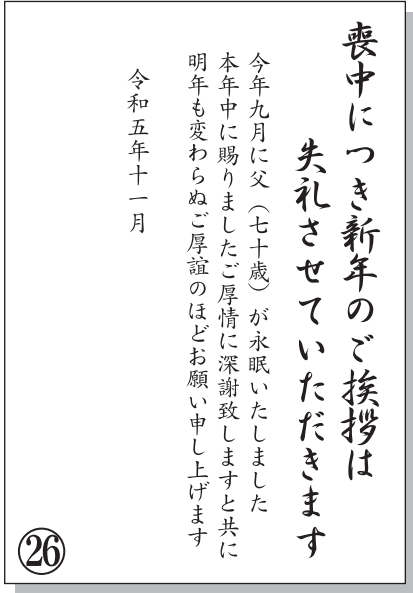 喪中につき新年のご挨拶は
失礼させていただきます
今年九月に父（七十歳）が永眠いたしました
本年中に賜りましたご厚情に深謝致しますと共に
明年も変わらぬご厚誼のほどお願い申し上げます
令和五年十一月
㉖